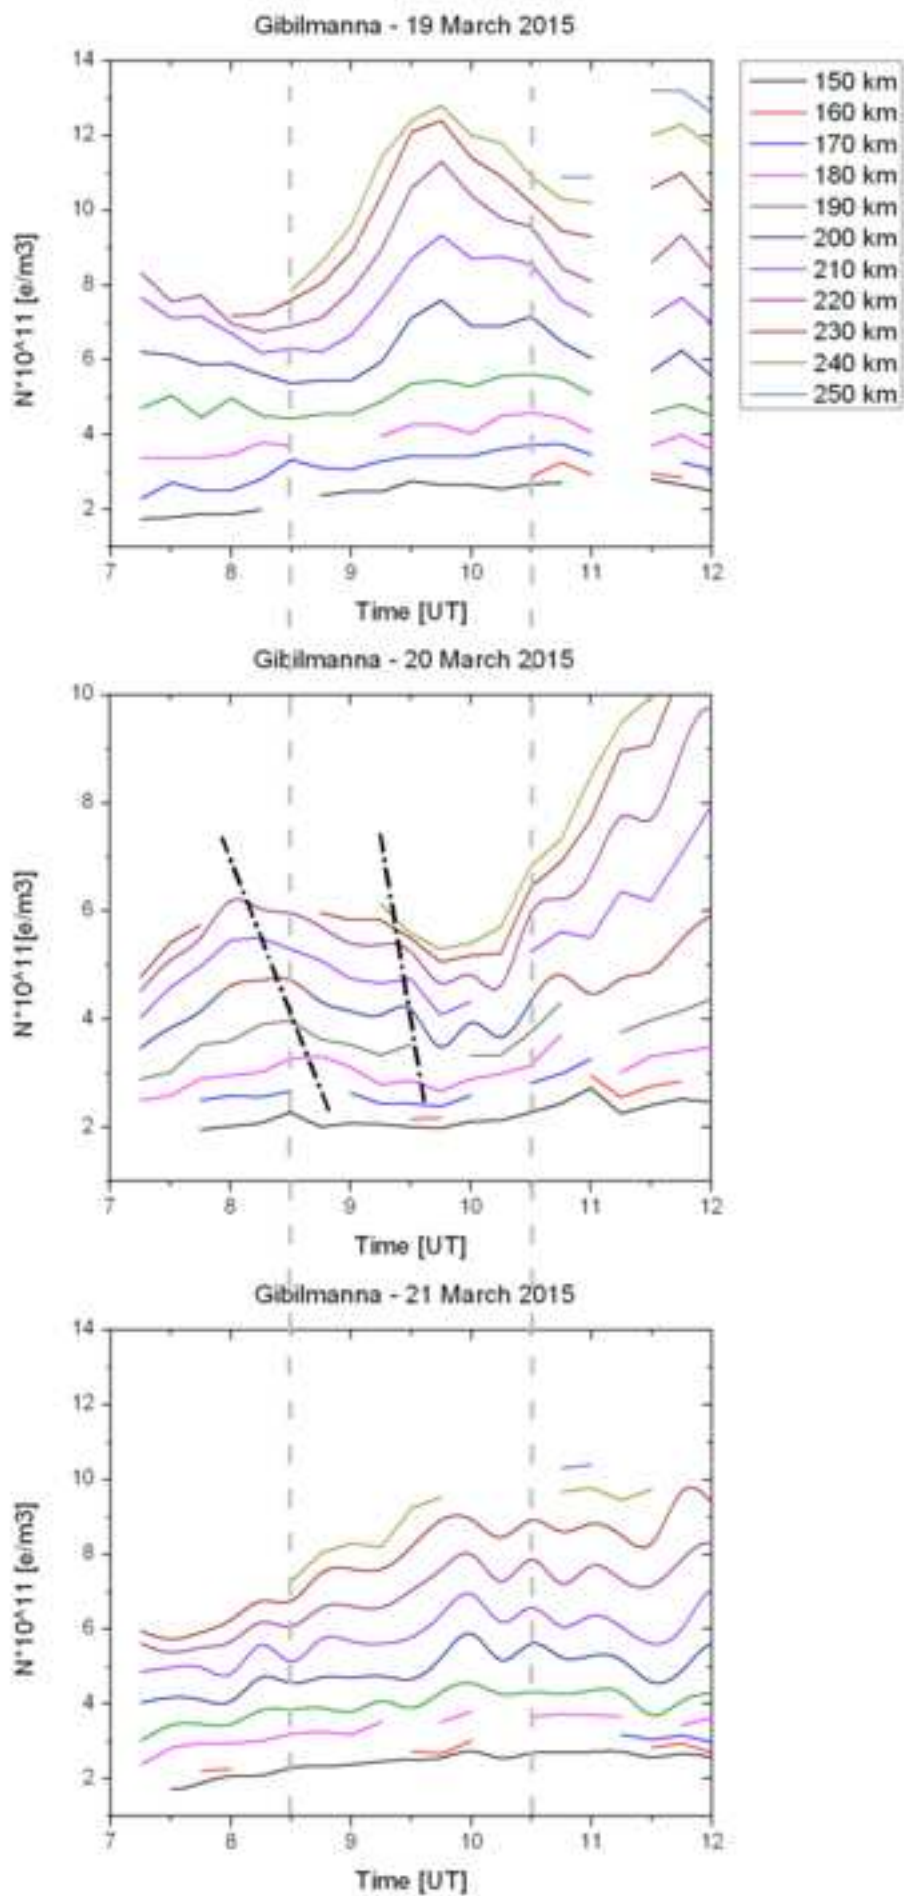 Gibilmanna - 19 March 2015
14
12
10
8
6
4
2
N*10^11 [e/m3]
7 8 9 10 11 12
Time [UT]
150 km
160 km
170 km
180 km
190 km
200 km
210 km
220 km
230 km
240 km
250 km
Gibilmanna - 20 March 2015
10
8
6
4
2
N*10^11[e/m3]
7 8 9 10 11 12
Time [UT]
Gibilmanna - 21 March 2015
14
12
10
8
6
4
2
N*10^11 [e/m3]
7 8 9 10 11 12
Time [UT]